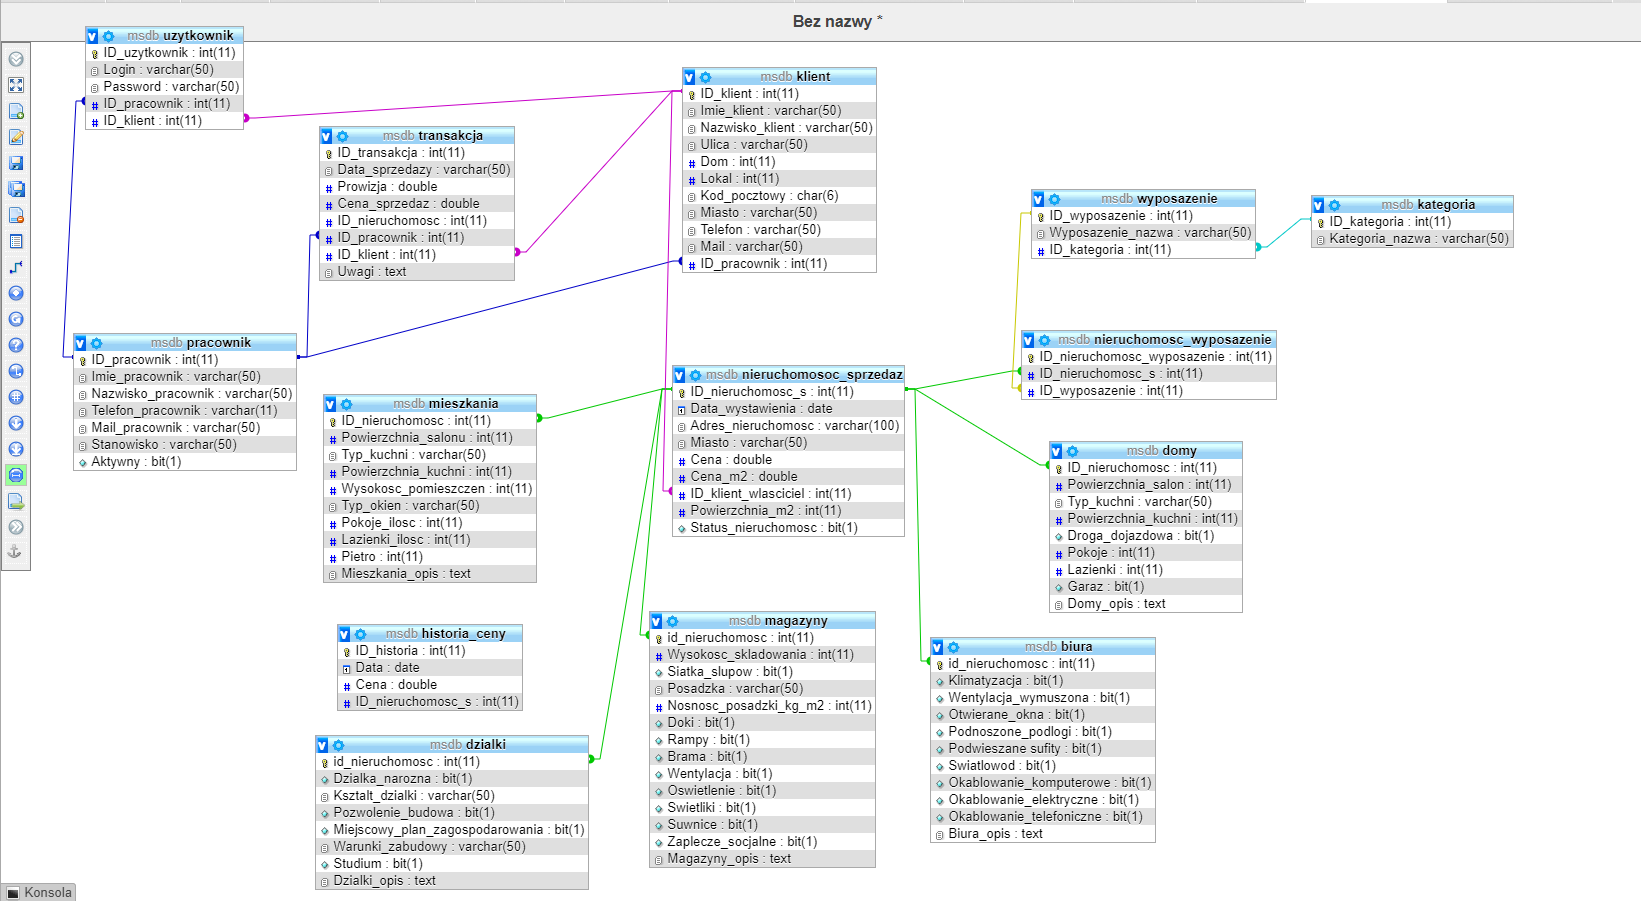 Bez nazwy *
msdb uzytkownik
ID_uzytkownik : int(11)
Login : varchar(50)
Password : varchar(50)
ID_pracownik : int(11)
ID_klient : int(11)
msdb transakcja
ID_transakcja : int(11)
Data_sprzedazy : varchar(50)
Prowizja : double
Cena_sprzedaz : double
ID_nieruchomosc : int(11)
ID_pracownik : int(11)
ID_klient : int(11)
Uwagi : text
msdb klient
ID_klient : int(11)
Imie_klient : varchar(50)
Nazwisko_klient : varchar(50)
Ulica : varchar(50)
Dom : int(11)
Lokal : int(11)
Kod_pocztowy : char(6)
Miasto : varchar(50)
Telefon : varchar(50)
Mail : varchar(50)
ID_pracownik : int(11)
msdb wyposazenie
ID_wyposazenie : int(11)
Wyposazenie_nazwa : varchar(50)
ID_kategoria : int(11)
msdb kategoria
ID_kategoria : int(11)
Kategoria_nazwa : varchar(50)
msdb pracownik
ID_pracownik : int(11)
Imie_pracownik : varchar(50)
Nazwisko_pracownik : varchar(50)
Telefon_pracownik : varchar(11)
Mail_pracownik : varchar(50)
Stanowisko : varchar(50)
Aktywny : bit(1)
msdb mieszkania
ID_nieruchomosc : int(11)
Powierzchnia_salonu : int(11)
Typ_kuchni : varchar(50)
Powierzchnia_kuchni : int(11)
Wysokosc_pomieszczen : int(11)
Typ_okien : varchar(50)
Pokoje_ilosc : int(11)
Lazienki_ilosc : int(11)
Pietro : int(11)
Mieszkania_opis : text
msdb nieruchomosoc_sprzedaz
ID_nieruchomosc_s : int(11)
Data_wystawienia : date
Adres_nieruchomosc : varchar(100)
Miasto : varchar(50)
Cena : double
Cena_m2 : double
ID_klient_wlasciciel : int(11)
Powierzchnia_m2 : int(11)
Status_nieruchomosc : bit(1)
msdb nieruchomosc_wyposazenie
ID_nieruchomosc_wyposazenie : int(11)
ID_nieruchomosc_s : int(11)
ID_wyposazenie : int(11)
msdb domy
ID_nieruchomosc : int(11)
Powierzchnia_salon : int(11)
Typ_kuchni : varchar(50)
Powierzchnia_kuchni : int(11)
Droga_dojazdowa : bit(1)
Pokoje : int(11)
Lazienki : int(11)
Garaz : bit(1)
Domy_opis : text
msdb historia_ceny
ID_historia : int(11)
Data : date
Cena : double
ID_nieruchomosc_s : int(11)
msdb magazyny
id_nieruchomosc : int(11)
Wysokosc_skladowania : int(11)
Siatka_slupow : bit(1)
Posadzka : varchar(50)
Nosnosc_posadzki_kg_m2 : int(11)
Doki : bit(1)
Rampy : bit(1)
Brama : bit(1)
Wentylacja : bit(1)
Oswietlenie : bit(1)
Swietliki : bit(1)
Suwnice : bit(1)
Zaplecze_socjalne : bit(1)
Magazyny_opis : text
msdb biura
id_nieruchomosc : int(11)
Klimatyzacja : bit(1)
Wentylacja_wymuszona : bit(1)
Otwierane_okna : bit(1)
Podnoszone_podlogi : bit(1)
Podwieszane sufity : bit(1)
Swiatlowod : bit(1)
Okablowanie_komputerowe : bit(1)
Okablowanie_elektryczne : bit(1)
Okablowanie_telefoniczne : bit(1)
Biura_opis : text
msdb dzialki
id_nieruchomosc : int(11)
Dzialka_narozna : bit(1)
Ksztalt_dzialki : varchar(50)
Pozwolenie_budowa : bit(1)
Miejscowy_plan_zagospodarowania : bit(1)
Warunki_zabudowy : varchar(50)
Studium : bit(1)
Dzialki_opis : text
Konsola